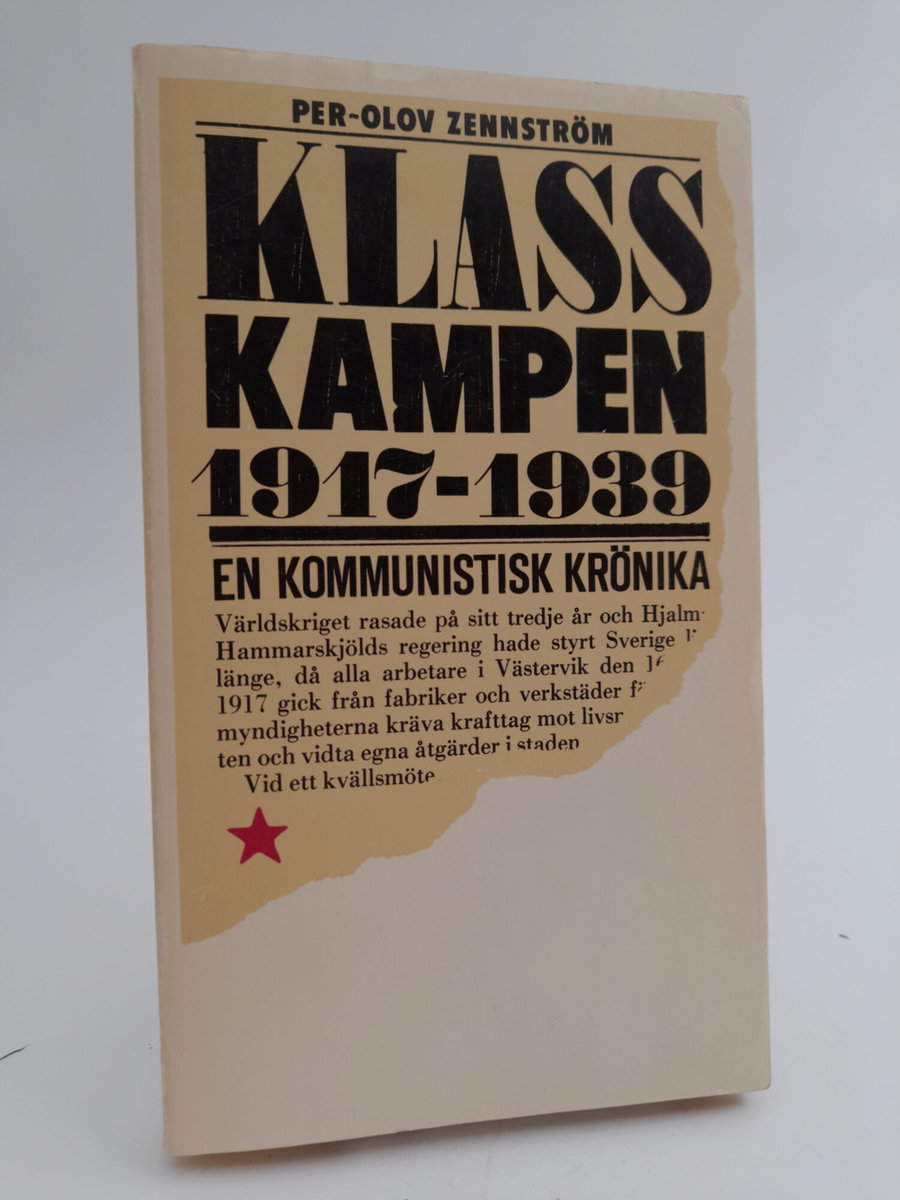 PER-OLOV ZENNSTRÖM
KLASS
KAMPEN
1917-1939
EN KOMMUNISTISK KRÖNIKA
Världskriget rasade på sitt tredje år och Hjalm-
Hammarskjölds regering hade styrt Sverige
länge, då alla arbetare i Västervik den
1917 gick från fabriker och verkstäder
myndigheterna kräva krafttag mot
ten och vidta egna åtgärder i staden
Vid ett kvällsmöte